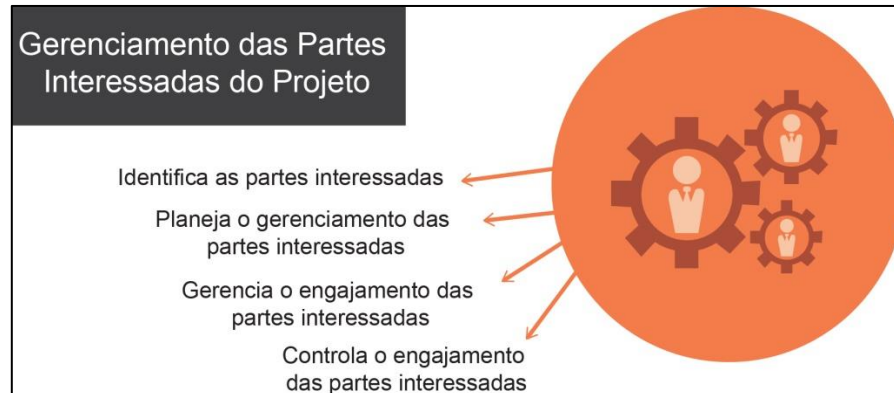 Gerenciamento das Partes
Interessadas do Projeto
Identifica as partes interessadas
Planeja o gerenciamento das
partes interessadas
Gerencia o engajamento das
partes interessadas
Controla o engajamento
das partes interessadas